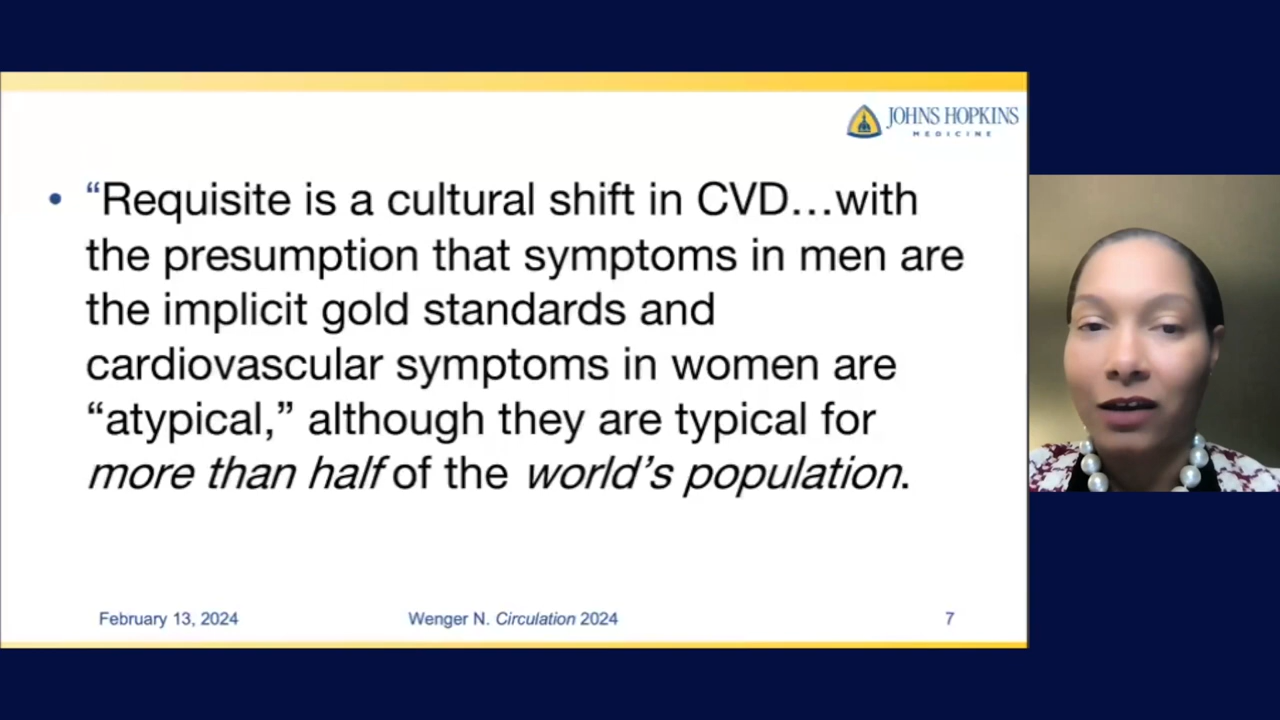 JOHNS HOPKINS
MEDICINE
• “Requisite is a cultural shift in CVD…with
the presumption that symptoms in men are
the implicit gold standards and
cardiovascular symptoms in women are
“atypical,” although they are typical for
more than half of the world’s population.
February 13, 2024 Wenger N. Circulation 2024 7